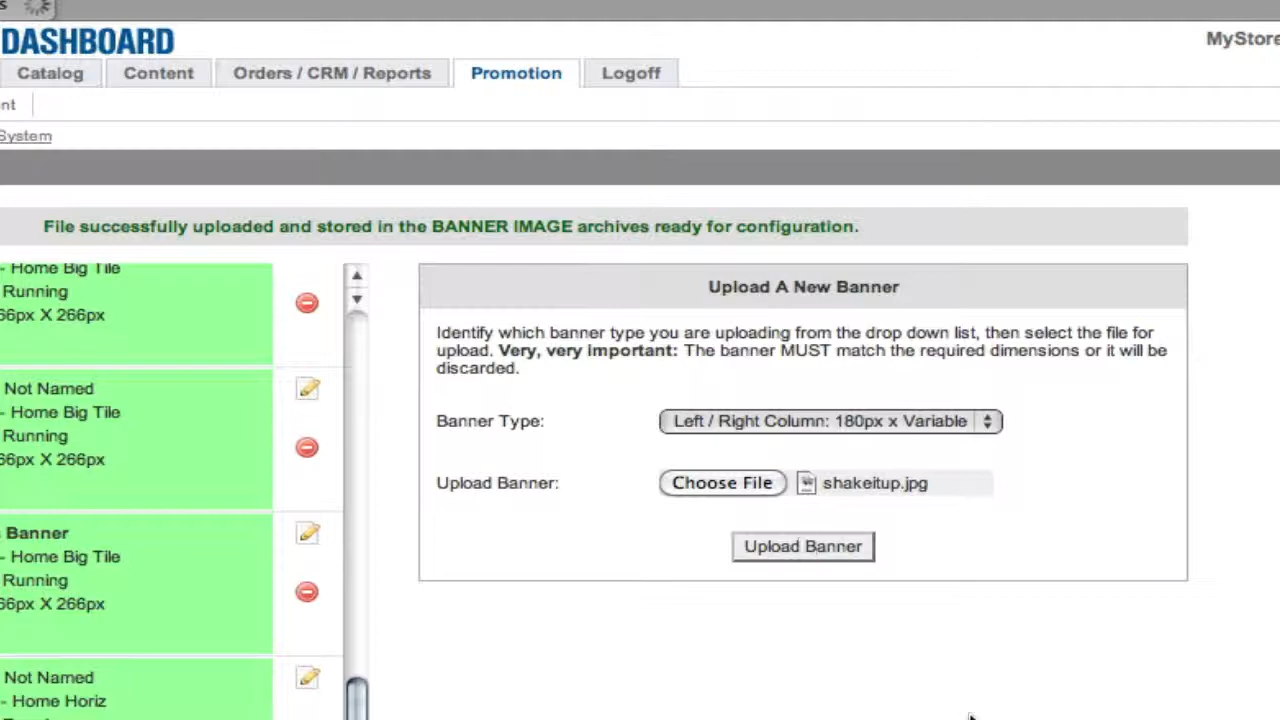 s
DASHBOARD
MyStore
Catalog Content Orders / CRM / Reports Promotion Logoff
nt
System
File successfully uploaded and stored in the BANNER IMAGE archives ready for configuration.
- Home Big Tile
Running
66px X 266px
Not Named
- Home Big Tile
Running
66px X 266px
Banner
- Home Big Tile
Running
66px X 266px
Not Named
- Home Horiz
Upload A New Banner
Identify which banner type you are uploading from the drop down list, then select the file for
upload. Very, very important: The banner MUST match the required dimensions or it will be
discarded.
Banner Type: Left / Right Column: 180px x Variable
Upload Banner: Choose File shakeitup.jpg
Upload Banner